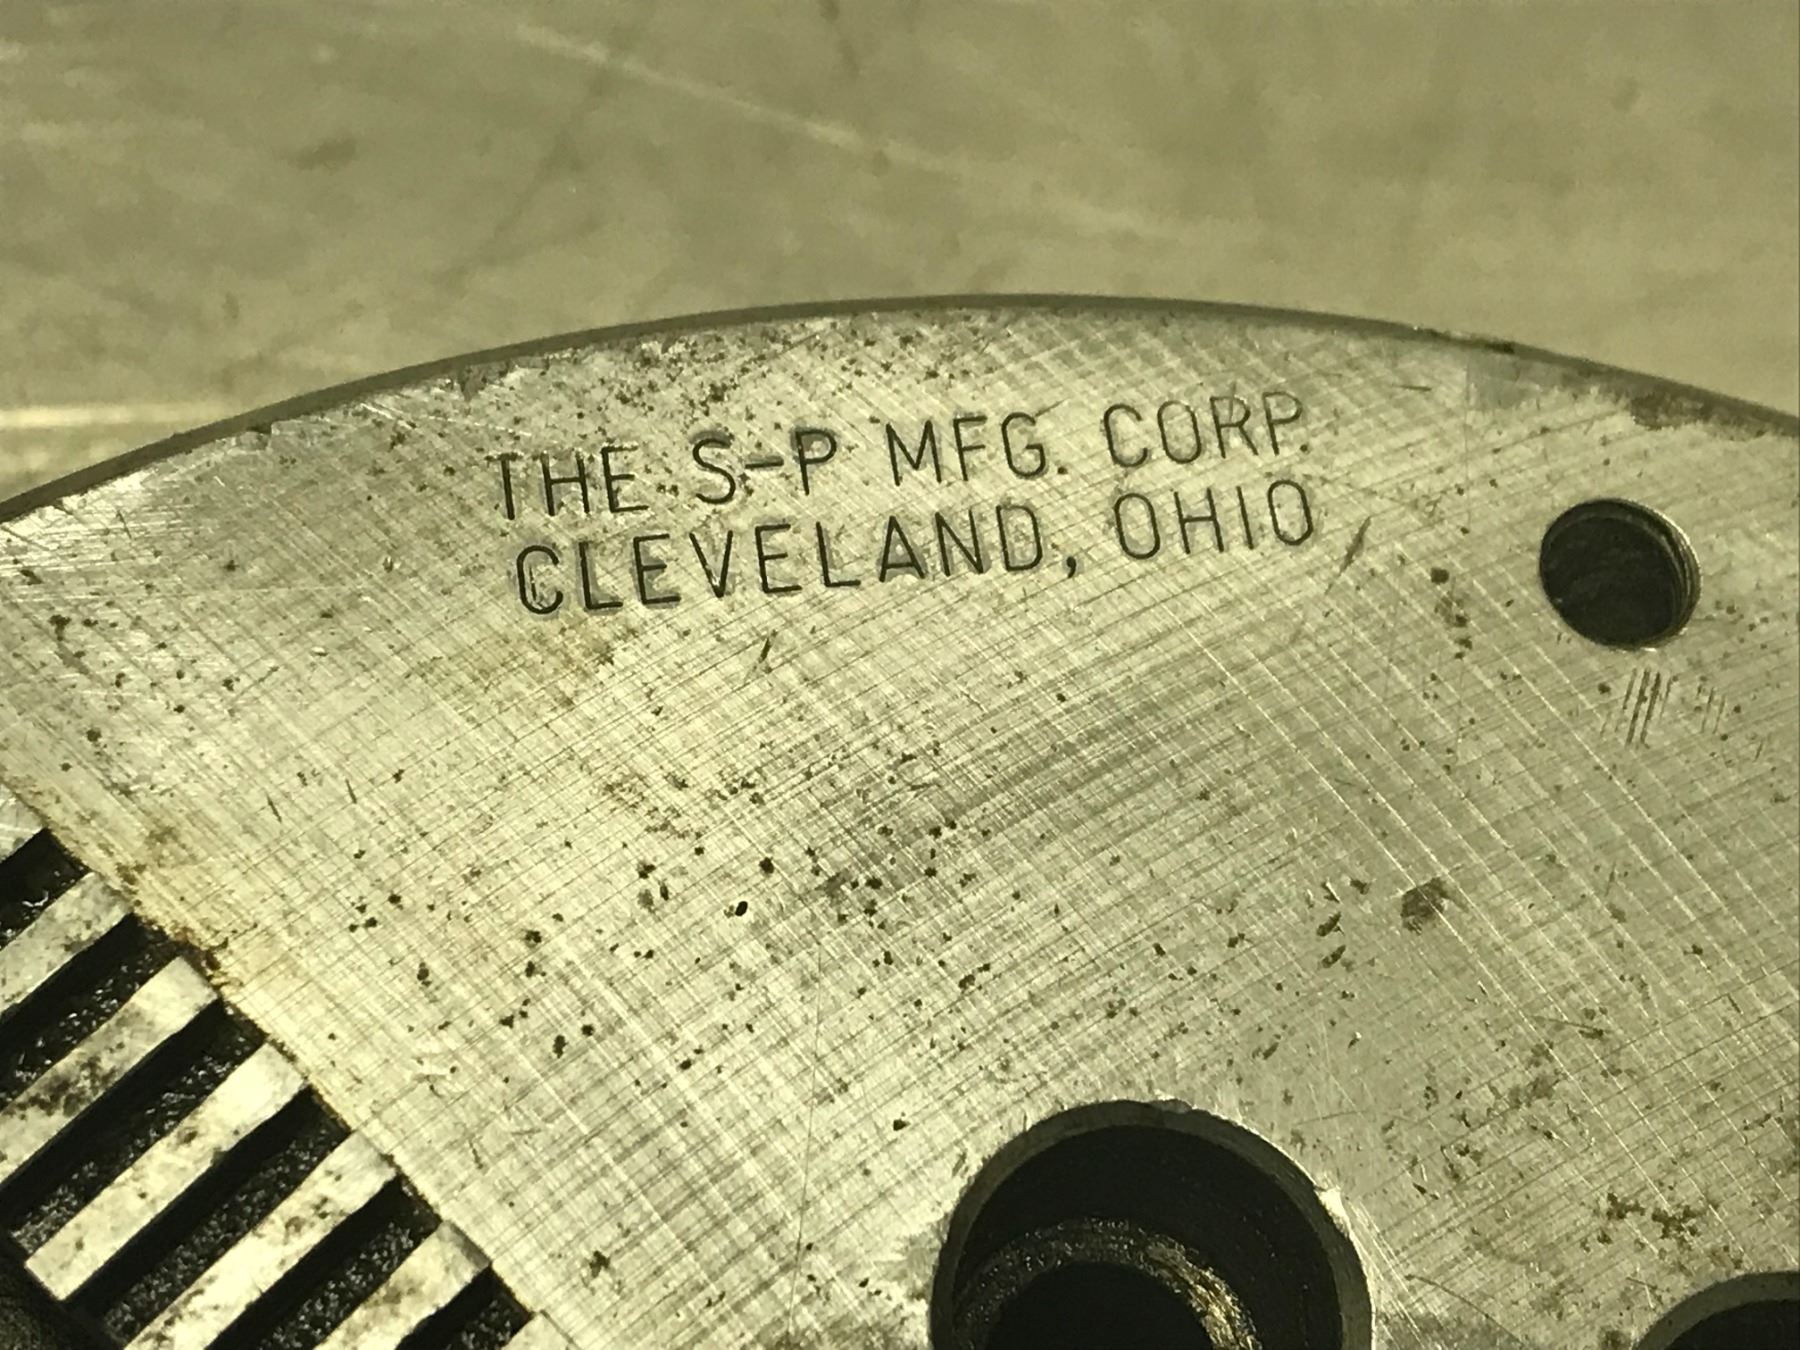 THE S-P MFG. CORP.
CLEVELAND, OHIO